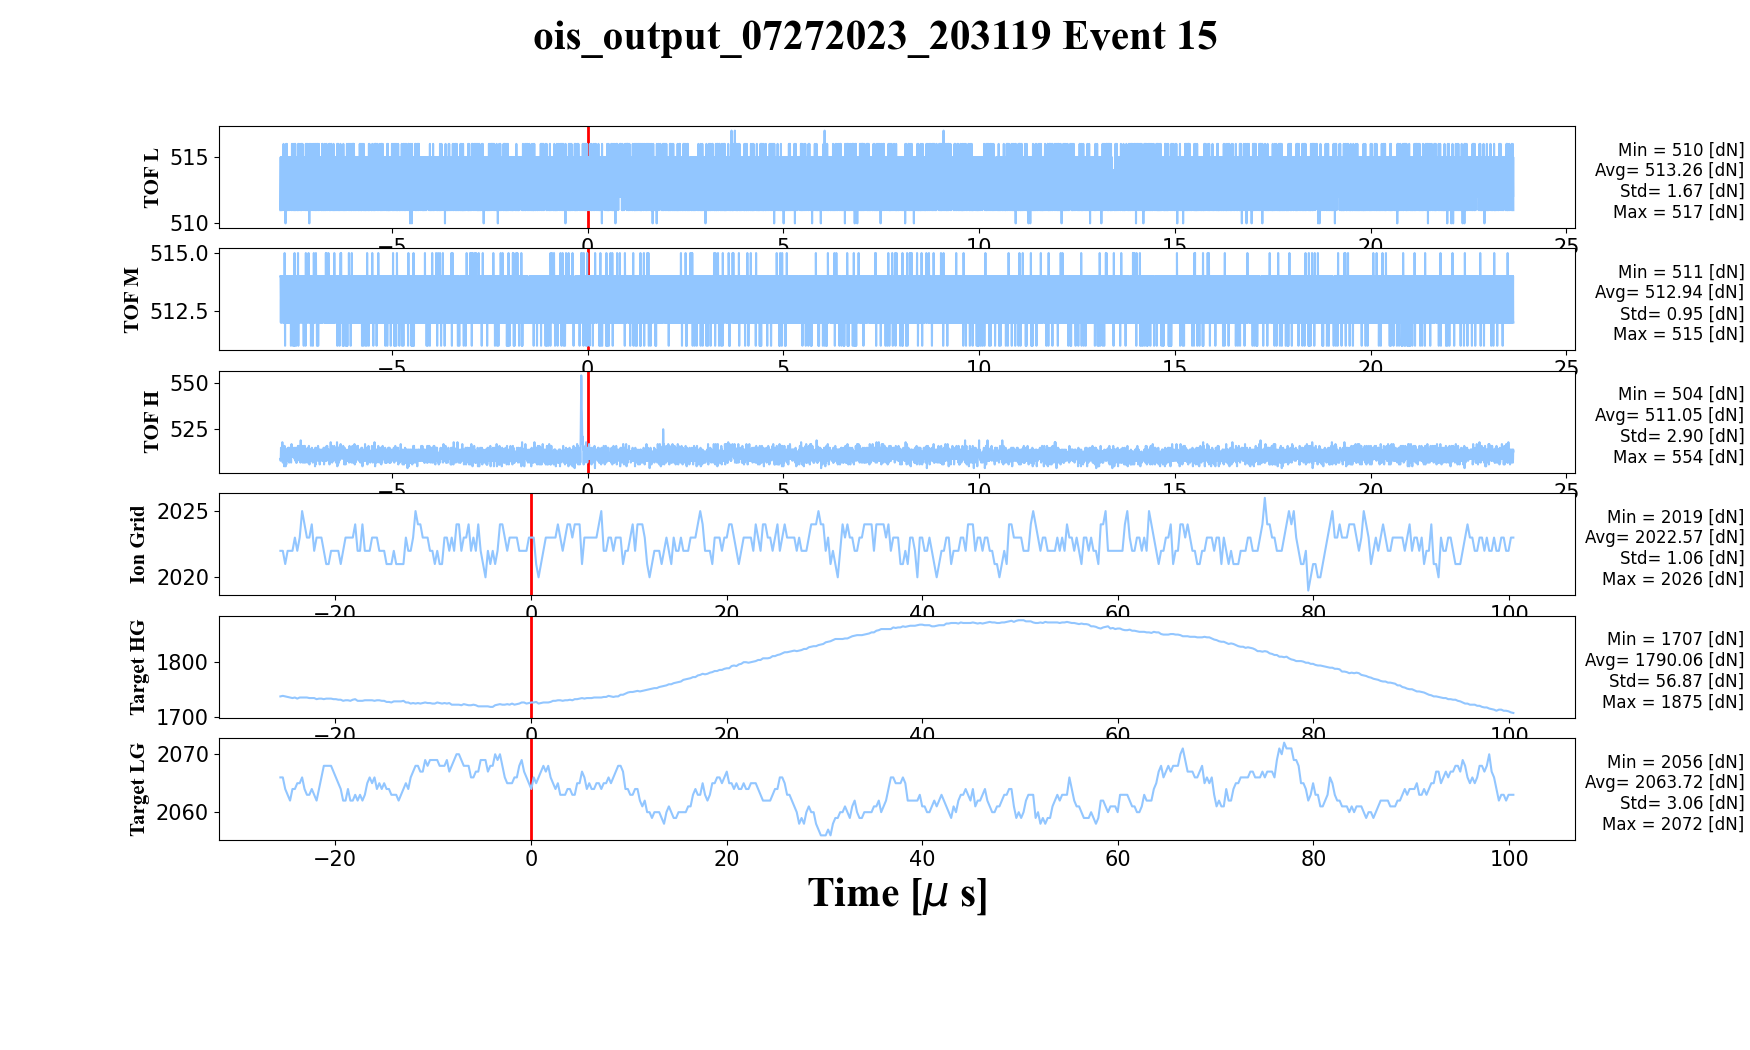 ois_output_07272023_203119 Event 15
TOF L
515
510
−5
0
5
10
15
20
25
Min = 510 [dN]
Avg= 513.26 [dN]
Std= 1.67 [dN]
Max = 517 [dN]
TOF M
515.0
512.5
−5
0
5
10
15
20
25
Min = 511 [dN]
Avg= 512.94 [dN]
Std= 0.95 [dN]
Max = 515 [dN]
TOF H
550
525
−5
0
5
10
15
20
25
Min = 504 [dN]
Avg= 511.05 [dN]
Std= 2.90 [dN]
Max = 554 [dN]
Ion Grid
2025
2020
−20
0
20
40
60
80
100
Min = 2019 [dN]
Avg= 2022.57 [dN]
Std= 1.06 [dN]
Max = 2026 [dN]
Target HG
1800
1700
−20
0
20
40
60
80
100
Min = 1707 [dN]
Avg= 1790.06 [dN]
Std= 56.87 [dN]
Max = 1875 [dN]
Target LG
2070
2060
−20
0
20
40
60
80
100
Min = 2056 [dN]
Avg= 2063.72 [dN]
Std= 3.06 [dN]
Max = 2072 [dN]
Time [μ s]